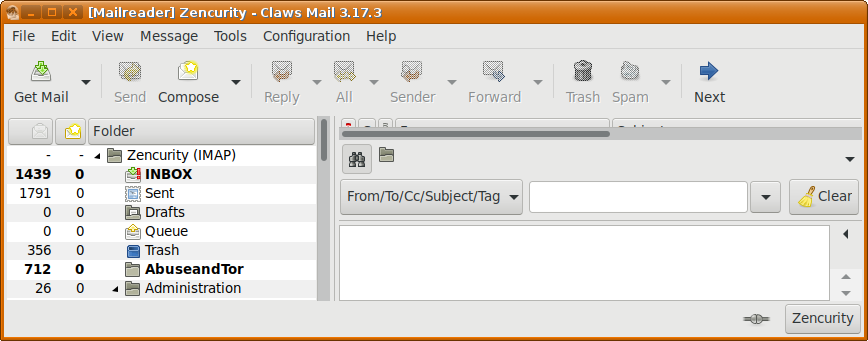 [Mailreader] Zencurity - Claws Mail 3.17.3
File Edit View Message Tools Configuration Help
Get Mail Send Compose Reply All Sender Forward Trash Spam Next
Folder
- - Zencurity (IMAP)
1439 0 INBOX
1791 0 Sent
0 0 Drafts
0 0 Queue
356 0 Trash
712 0 AbuseandTor
26 0 Administration
From/To/Cc/Subject/Tag Clear
Zencurity